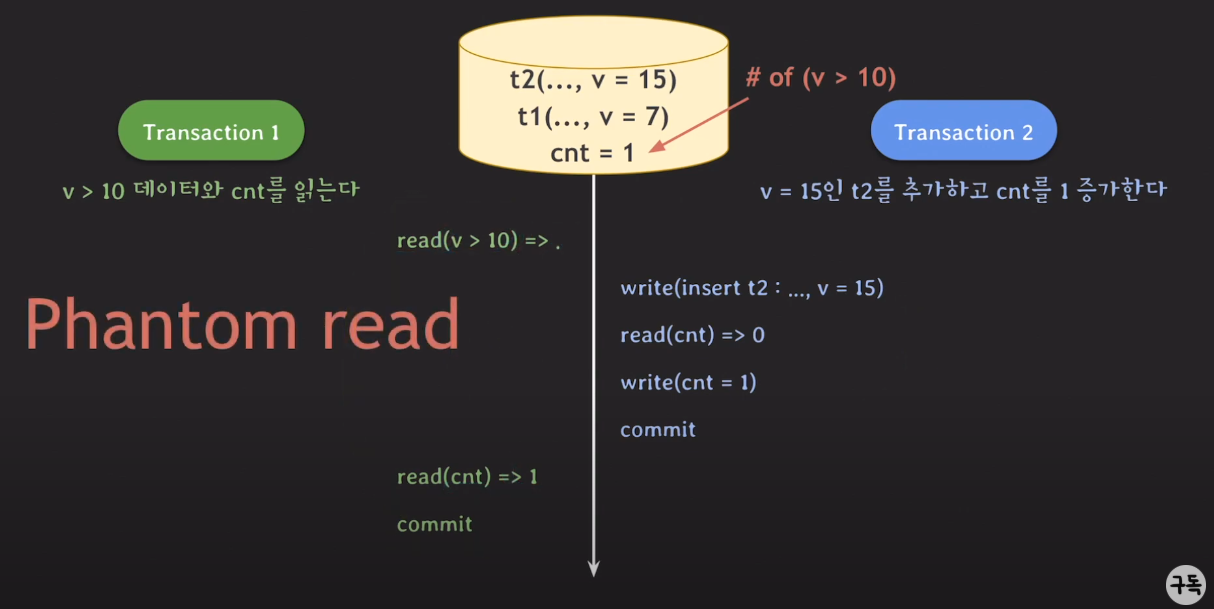 t2(..., v = 15)
t1(..., v = 7)
cnt = 1
# of (v > 10)
Transaction 1
Transaction 2
v > 10 데이터와 cnt를 읽는다
v = 15인 t2를 추가하고 cnt를 1 증가한다
read(v > 10) => .
write(insert t2 : ..., v = 15)
Phantom read
read(cnt) => 0
write(cnt = 1)
commit
read(cnt) => 1
commit
구독